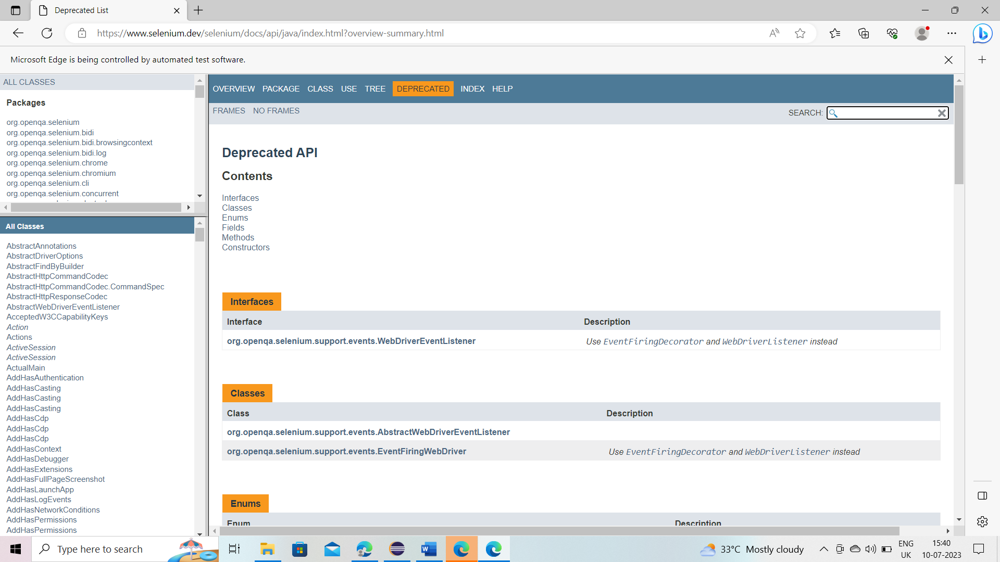 Deprecated List
https://www.selenium.dev/selenium/docs/api/java/index.html?overview-summary.html
Microsoft Edge is being controlled by automated test software.
ALL CLASSES
Packages
org.openqa.selenium
org.openqa.selenium.bidi
org.openqa.selenium.bidi.browsingcontext
org.openqa.selenium.bidi.log
org.openqa.selenium.chrome
org.openqa.selenium.chromium
org.openqa.selenium.cli
org.openqa.selenium.concurrent
All Classes
AbstractAnnotations
AbstractDriverOptions
AbstractFindByBuilder
AbstractHttpCommandCodec
AbstractHttpCommandCodec.CommandSpec
AbstractHttpResponseCodec
AbstractWebDriverEventListener
AcceptedW3CCapabilityKeys
Action
Actions
ActiveSession
ActiveSession
ActualMain
AddHasAuthentication
AddHasCasting
AddHasCasting
AddHasCasting
AddHasCdp
AddHasCdp
AddHasCdp
AddHasContext
AddHasDebugger
AddHasExtensions
AddHasFullPageScreenshot
AddHasLaunchApp
AddHasLogEvents
AddHasNetworkConditions
AddHasPermissions
AddHasPermissions
OVERVIEW PACKAGE CLASS USE TREE DEPRECATED INDEX HELP
FRAMES NO FRAMES
SEARCH:
Deprecated API
Contents
Interfaces
Classes
Enums
Fields
Methods
Constructors
Interfaces
Interface Description
org.openqa.selenium.support.events.WebDriverEventListener Use EventFiringDecorator and WebDriverListener instead
Classes
Class Description
org.openqa.selenium.support.events.AbstractWebDriverEventListener
org.openqa.selenium.support.events.EventFiringWebDriver Use EventFiringDecorator and WebDriverListener instead
Enums
Enum Description
Type here to search
33°C Mostly cloudy
ENG
UK
15:40
10-07-2023